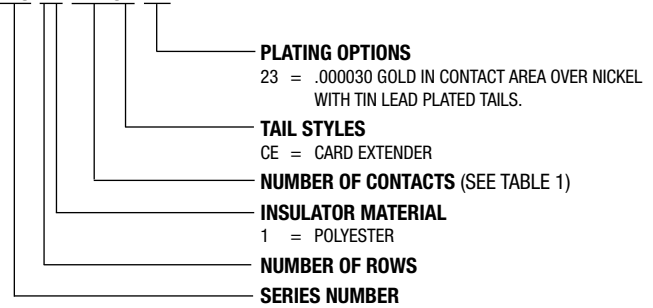 PLATING OPTIONS
23 = .000030 GOLD IN CONTACT AREA OVER NICKEL
WITH TIN LEAD PLATED TAILS.
TAIL STYLES
CE = CARD EXTENDER
NUMBER OF CONTACTS (SEE TABLE 1)
INSULATOR MATERIAL
1 = POLYESTER
NUMBER OF ROWS
SERIES NUMBER